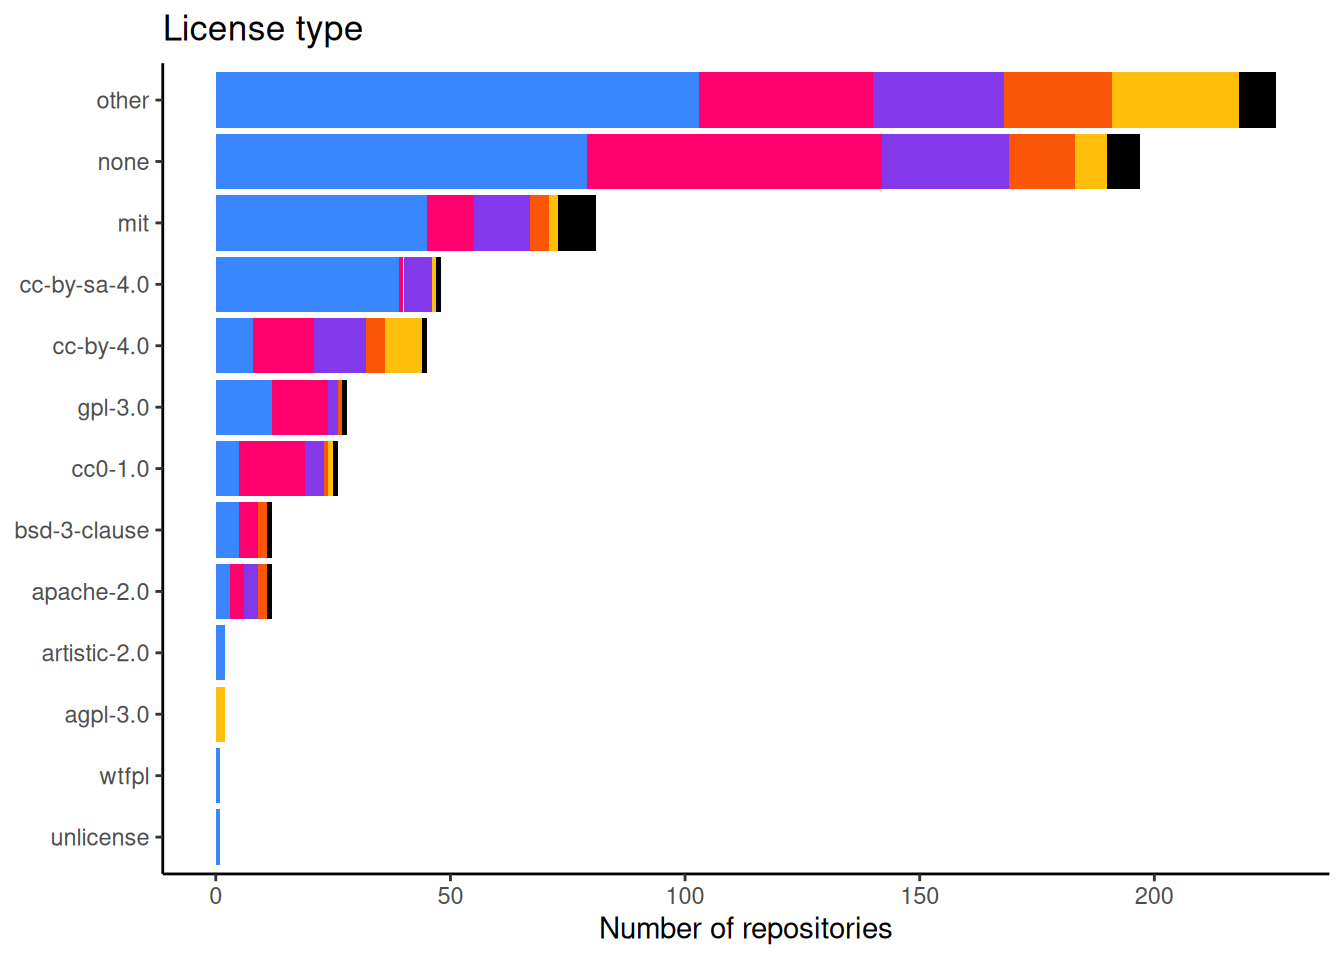 License type
other
none
mit
cc-by-sa-4.0
cc-by-4.0
gpl-3.0
cc0-1.0
bsd-3-clause
apache-2.0
artistic-2.0
agpl-3.0
wtfpl
unlicense
0 50 100 150 200
Number of repositories